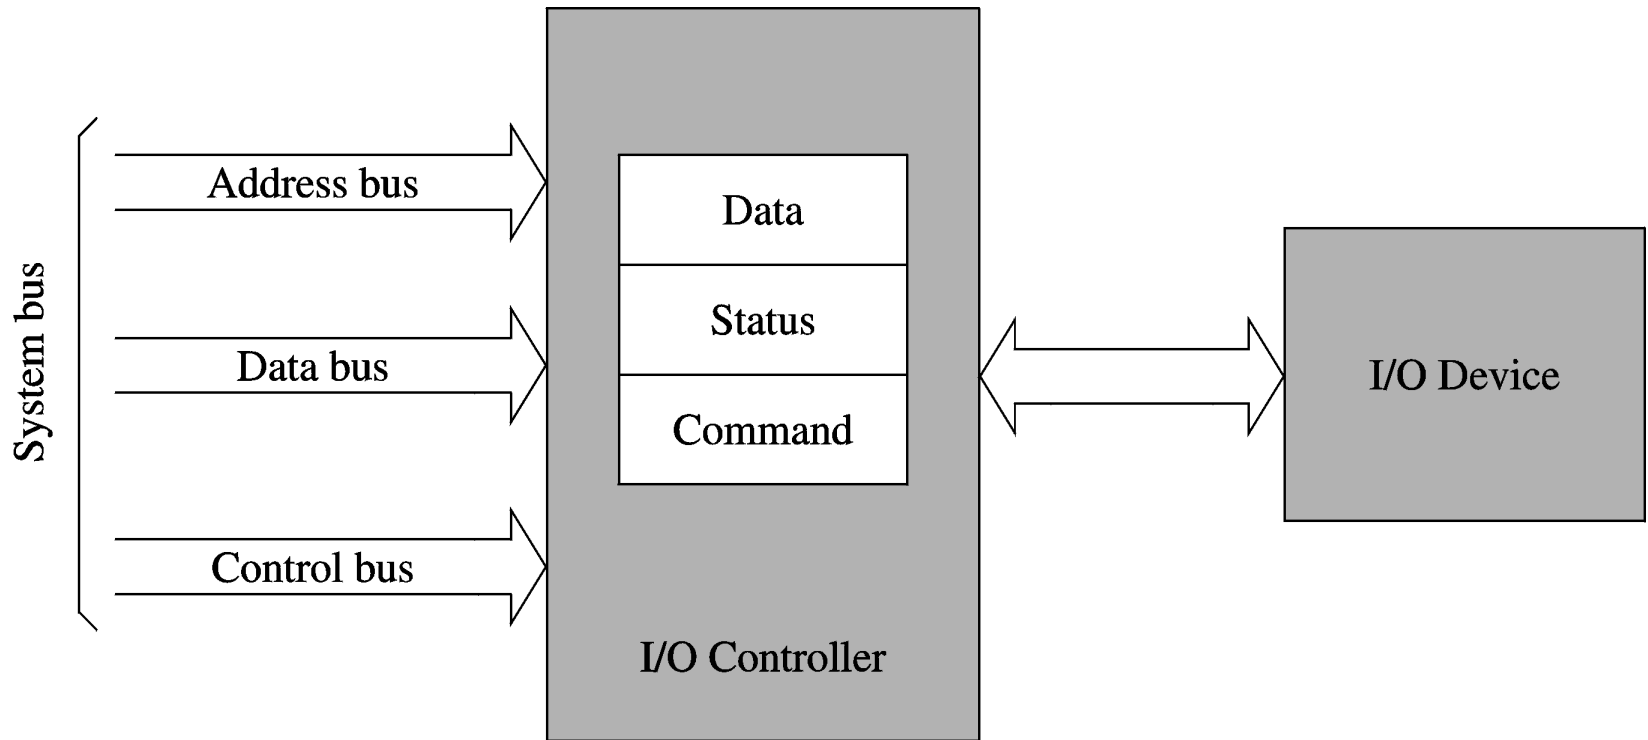 System bus
Address bus
Data bus
Control bus
Data
Status
Command
I/O Controller
I/O Device